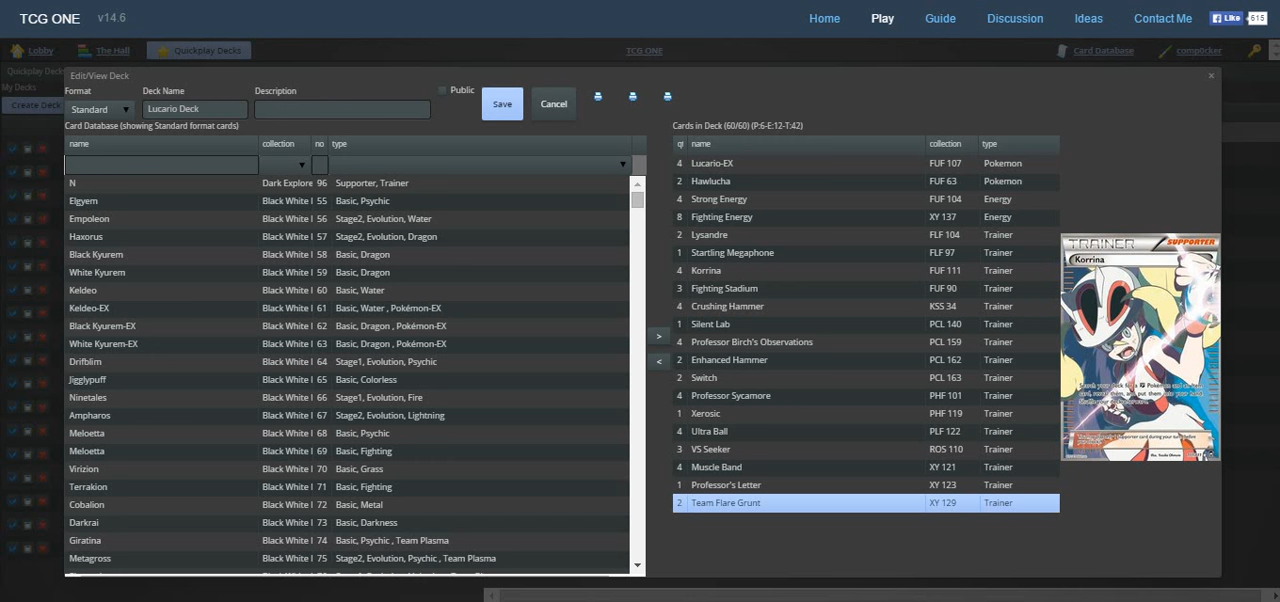 TCG ONE v14.6 Home Play Guide Discussion Ideas Contact Me Like 615
Lobby The Hall Quickplay Decks TCG ONE Card Database comp0cker
Quickplay Decks
My Decks
Create Deck
Edit/View Deck
Format Deck Name Description Public
Standard Lucario Deck Save Cancel
Card Database (showing Standard format cards)
name collection no type
N Dark Explore 96 Supporter, Trainer
Elgyem Black White 55 Basic, Psychic
Empoleon Black White 56 Stage2, Evolution, Water
Haxorus Black White 57 Stage2, Evolution, Dragon
Black Kyurem Black White 58 Basic, Dragon
White Kyurem Black White 59 Basic, Dragon
Keldeo Black White 60 Basic, Water
Keldeo-EX Black White 61 Basic, Water , Pokémon-EX
Black Kyurem-EX Black White 62 Basic, Dragon , Pokémon-EX
White Kyurem-EX Black White 63 Basic, Dragon , Pokémon-EX
Drifblim Black White 64 Stage1, Evolution, Psychic
Jigglypuff Black White 65 Basic, Colorless
Ninetales Black White 66 Stage1, Evolution, Fire
Ampharos Black White 67 Stage2, Evolution, Lightning
Meloetta Black White 68 Basic, Psychic
Meloetta Black White 69 Basic, Fighting
Virizion Black White 70 Basic, Grass
Terrakion Black White 71 Basic, Fighting
Cobalion Black White 72 Basic, Metal
Darkrai Black White 73 Basic, Darkness
Giratina Black White 74 Basic, Psychic , Team Plasma
Metagross Black White 75 Stage2, Evolution, Psychic , Team Plasma
>
<
Cards in Deck (60/60) (P:6-E:12-T:42)
qt name collection type
4 Lucario-EX FUF 107 Pokemon
2 Hawlucha FUF 63 Pokemon
4 Strong Energy FUF 104 Energy
8 Fighting Energy XY 137 Energy
2 Lysandre FLF 104 Trainer
1 Startling Megaphone FLF 97 Trainer
4 Korrina FUF 111 Trainer
3 Fighting Stadium FUF 90 Trainer
4 Crushing Hammer KSS 34 Trainer
1 Silent Lab PCL 140 Trainer
4 Professor Birch's Observations PCL 159 Trainer
2 Enhanced Hammer PCL 162 Trainer
2 Switch PCL 163 Trainer
4 Professor Sycamore PHF 101 Trainer
1 Xerosic PHF 119 Trainer
4 Ultra Ball PLF 122 Trainer
3 VS Seeker ROS 110 Trainer
4 Muscle Band XY 121 Trainer
1 Professor's Letter XY 123 Trainer
2 Team Flare Grunt XY 129 Trainer
TRAINER SUPPORTER
Korrina